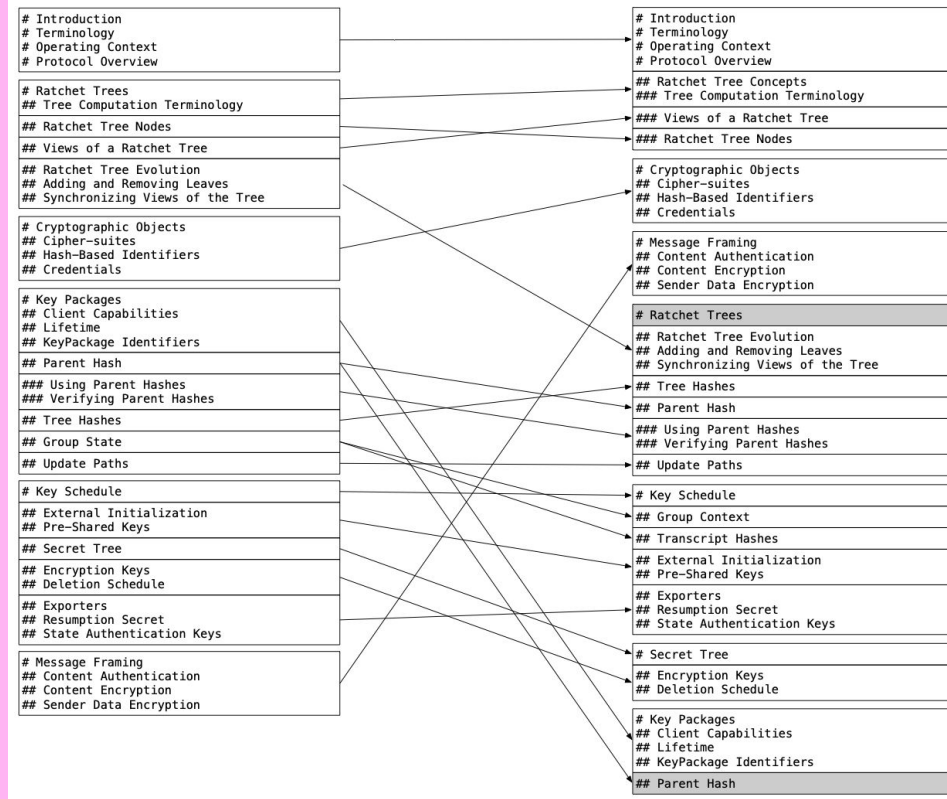 # Introduction
# Terminology
# Operating Context
# Protocol Overview
# Ratchet Trees
## Tree Computation Terminology
## Ratchet Tree Nodes
## Views of a Ratchet Tree
## Ratchet Tree Evolution
## Adding and Removing Leaves
## Synchronizing Views of the Tree
# Cryptographic Objects
## Cipher-suites
## Hash-Based Identifiers
## Credentials
# Key Packages
## Client Capabilities
## Lifetime
## KeyPackage Identifiers
## Parent Hash
### Using Parent Hashes
### Verifying Parent Hashes
## Tree Hashes
## Group State
## Update Paths
# Key Schedule
## External Initialization
## Pre-Shared Keys
## Secret Tree
## Encryption Keys
## Deletion Schedule
## Exporters
## Resumption Secret
## State Authentication Keys
# Message Framing
## Content Authentication
## Content Encryption
## Sender Data Encryption
# Introduction
# Terminology
# Operating Context
# Protocol Overview
## Ratchet Tree Concepts
### Tree Computation Terminology
### Views of a Ratchet Tree
### Ratchet Tree Nodes
# Cryptographic Objects
## Cipher-suites
## Hash-Based Identifiers
## Credentials
# Message Framing
## Content Authentication
## Content Encryption
## Sender Data Encryption
# Ratchet Trees
## Ratchet Tree Evolution
## Adding and Removing Leaves
## Synchronizing Views of the Tree
## Tree Hashes
## Parent Hash
### Using Parent Hashes
### Verifying Parent Hashes
## Update Paths
# Key Schedule
## Group Context
## Transcript Hashes
## External Initialization
## Pre-Shared Keys
## Exporters
## Resumption Secret
## State Authentication Keys
# Secret Tree
## Encryption Keys
## Deletion Schedule
# Key Packages
## Client Capabilities
## Lifetime
## KeyPackage Identifiers
## Parent Hash